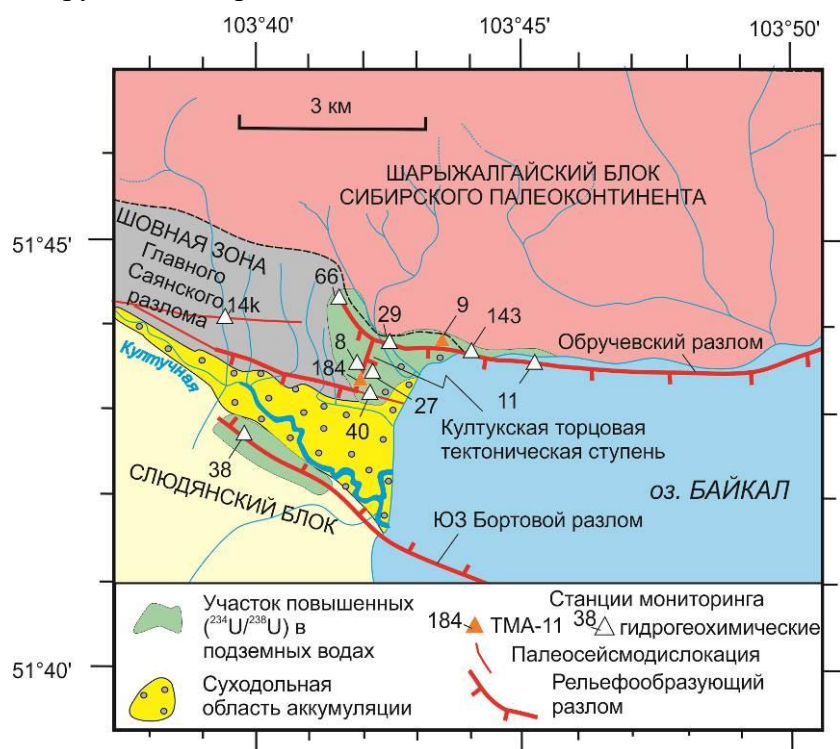 103°40' 103°45' 103°50'
3 км
ШАРЫЖАЛГАЙСКИЙ БЛОК
СИБИРСКОГО ПАЛЕОКОНТИНЕНТА
51°45'
ШОВНАЯ ЗОНА
Главного
Саянского
разлома
14k
66
29
9
143
8
184
Обручевский разлом
Култучная
11
27
40
Култукская торцовая
тектоническая ступень
38
СЛЮДЯНСКИЙ БЛОК
оз. БАЙКАЛ
ЮЗ Бортовой разлом
Участок повышенных
(²³⁴U/²³⁸U) в
подземных водах
Суходольная
область аккумуляции
Станции мониторинга
184 ТМА-11 38 гидрогеохимические
Палеосейсмодислокация
Рельефообразующий
разлом
51°40'